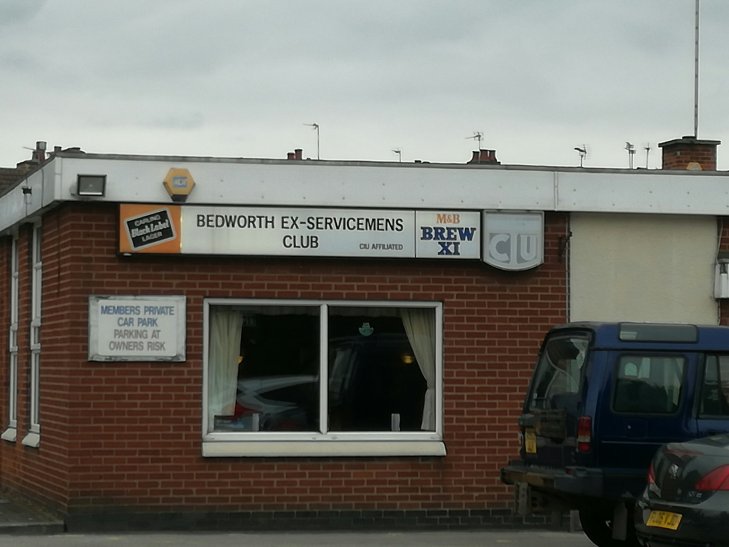 CARLING
Black Label
LAGER
BEDWORTH EX-SERVICEMENS
CLUB
CIU AFFILIATED
M&B
BREW
XI
CIU
MEMBERS PRIVATE
CAR PARK
PARKING AT
OWNERS RISK